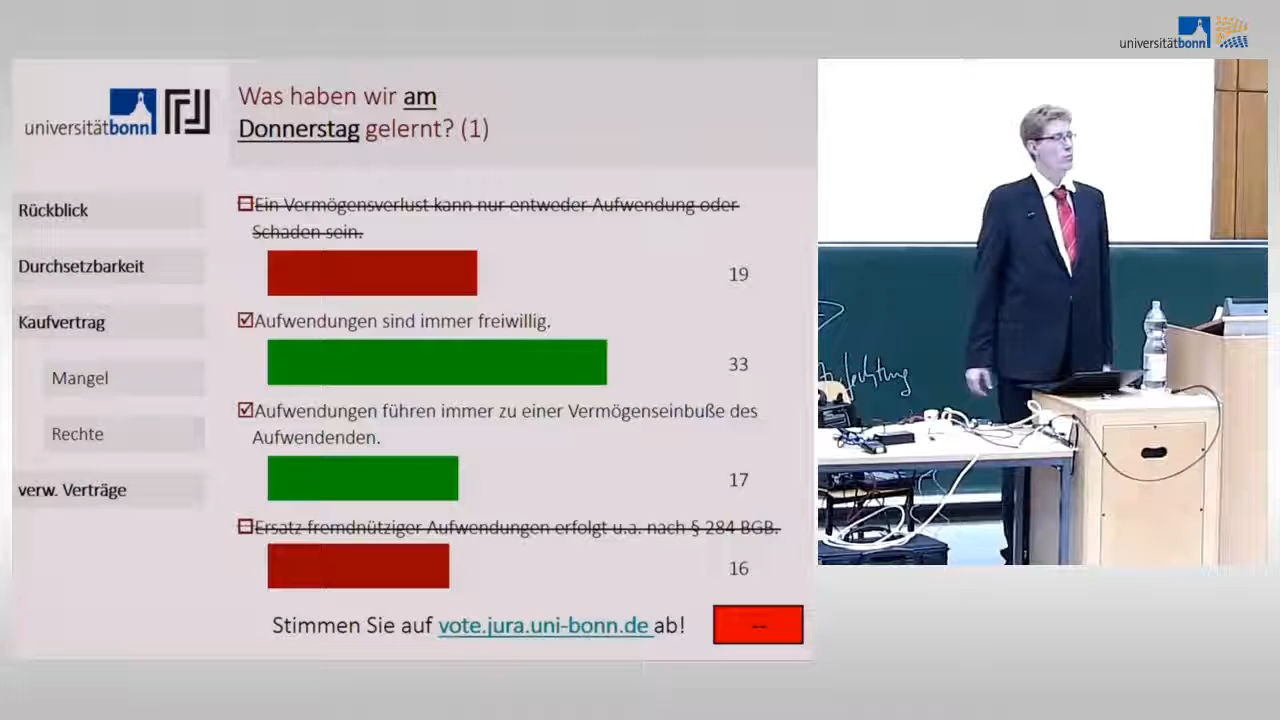 universitätbonn
universitätbonn
Was haben wir am
Donnerstag gelernt? (1)
Rückblick
Durchsetzbarkeit
Kaufvertrag
Mangel
Rechte
verw. Verträge
Ein Vermögensverlust kann nur entweder Aufwendung oder
Schaden sein.
19
Aufwendungen sind immer freiwillig.
33
Aufwendungen führen immer zu einer Vermögenseinbuße des
Aufwendenden.
17
Ersatz fremdnütziger Aufwendungen erfolgt u.a. nach § 284 BGB.
16
Stimmen Sie auf vote.jura.uni-bonn.de ab!
--